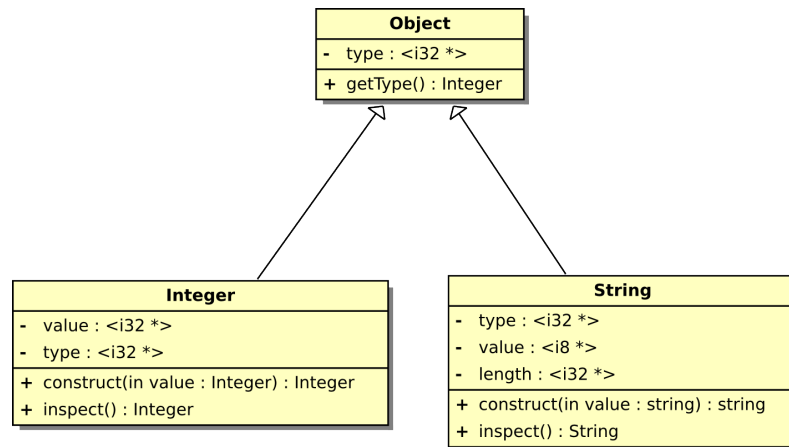 Object
- type : <i32 *>
+ getType() : Integer
Integer
- value : <i32 *>
- type : <i32 *>
+ construct(in value : Integer) : Integer
+ inspect() : Integer
String
- type : <i32 *>
- value : <i8 *>
- length : <i32 *>
+ construct(in value : string) : string
+ inspect() : String